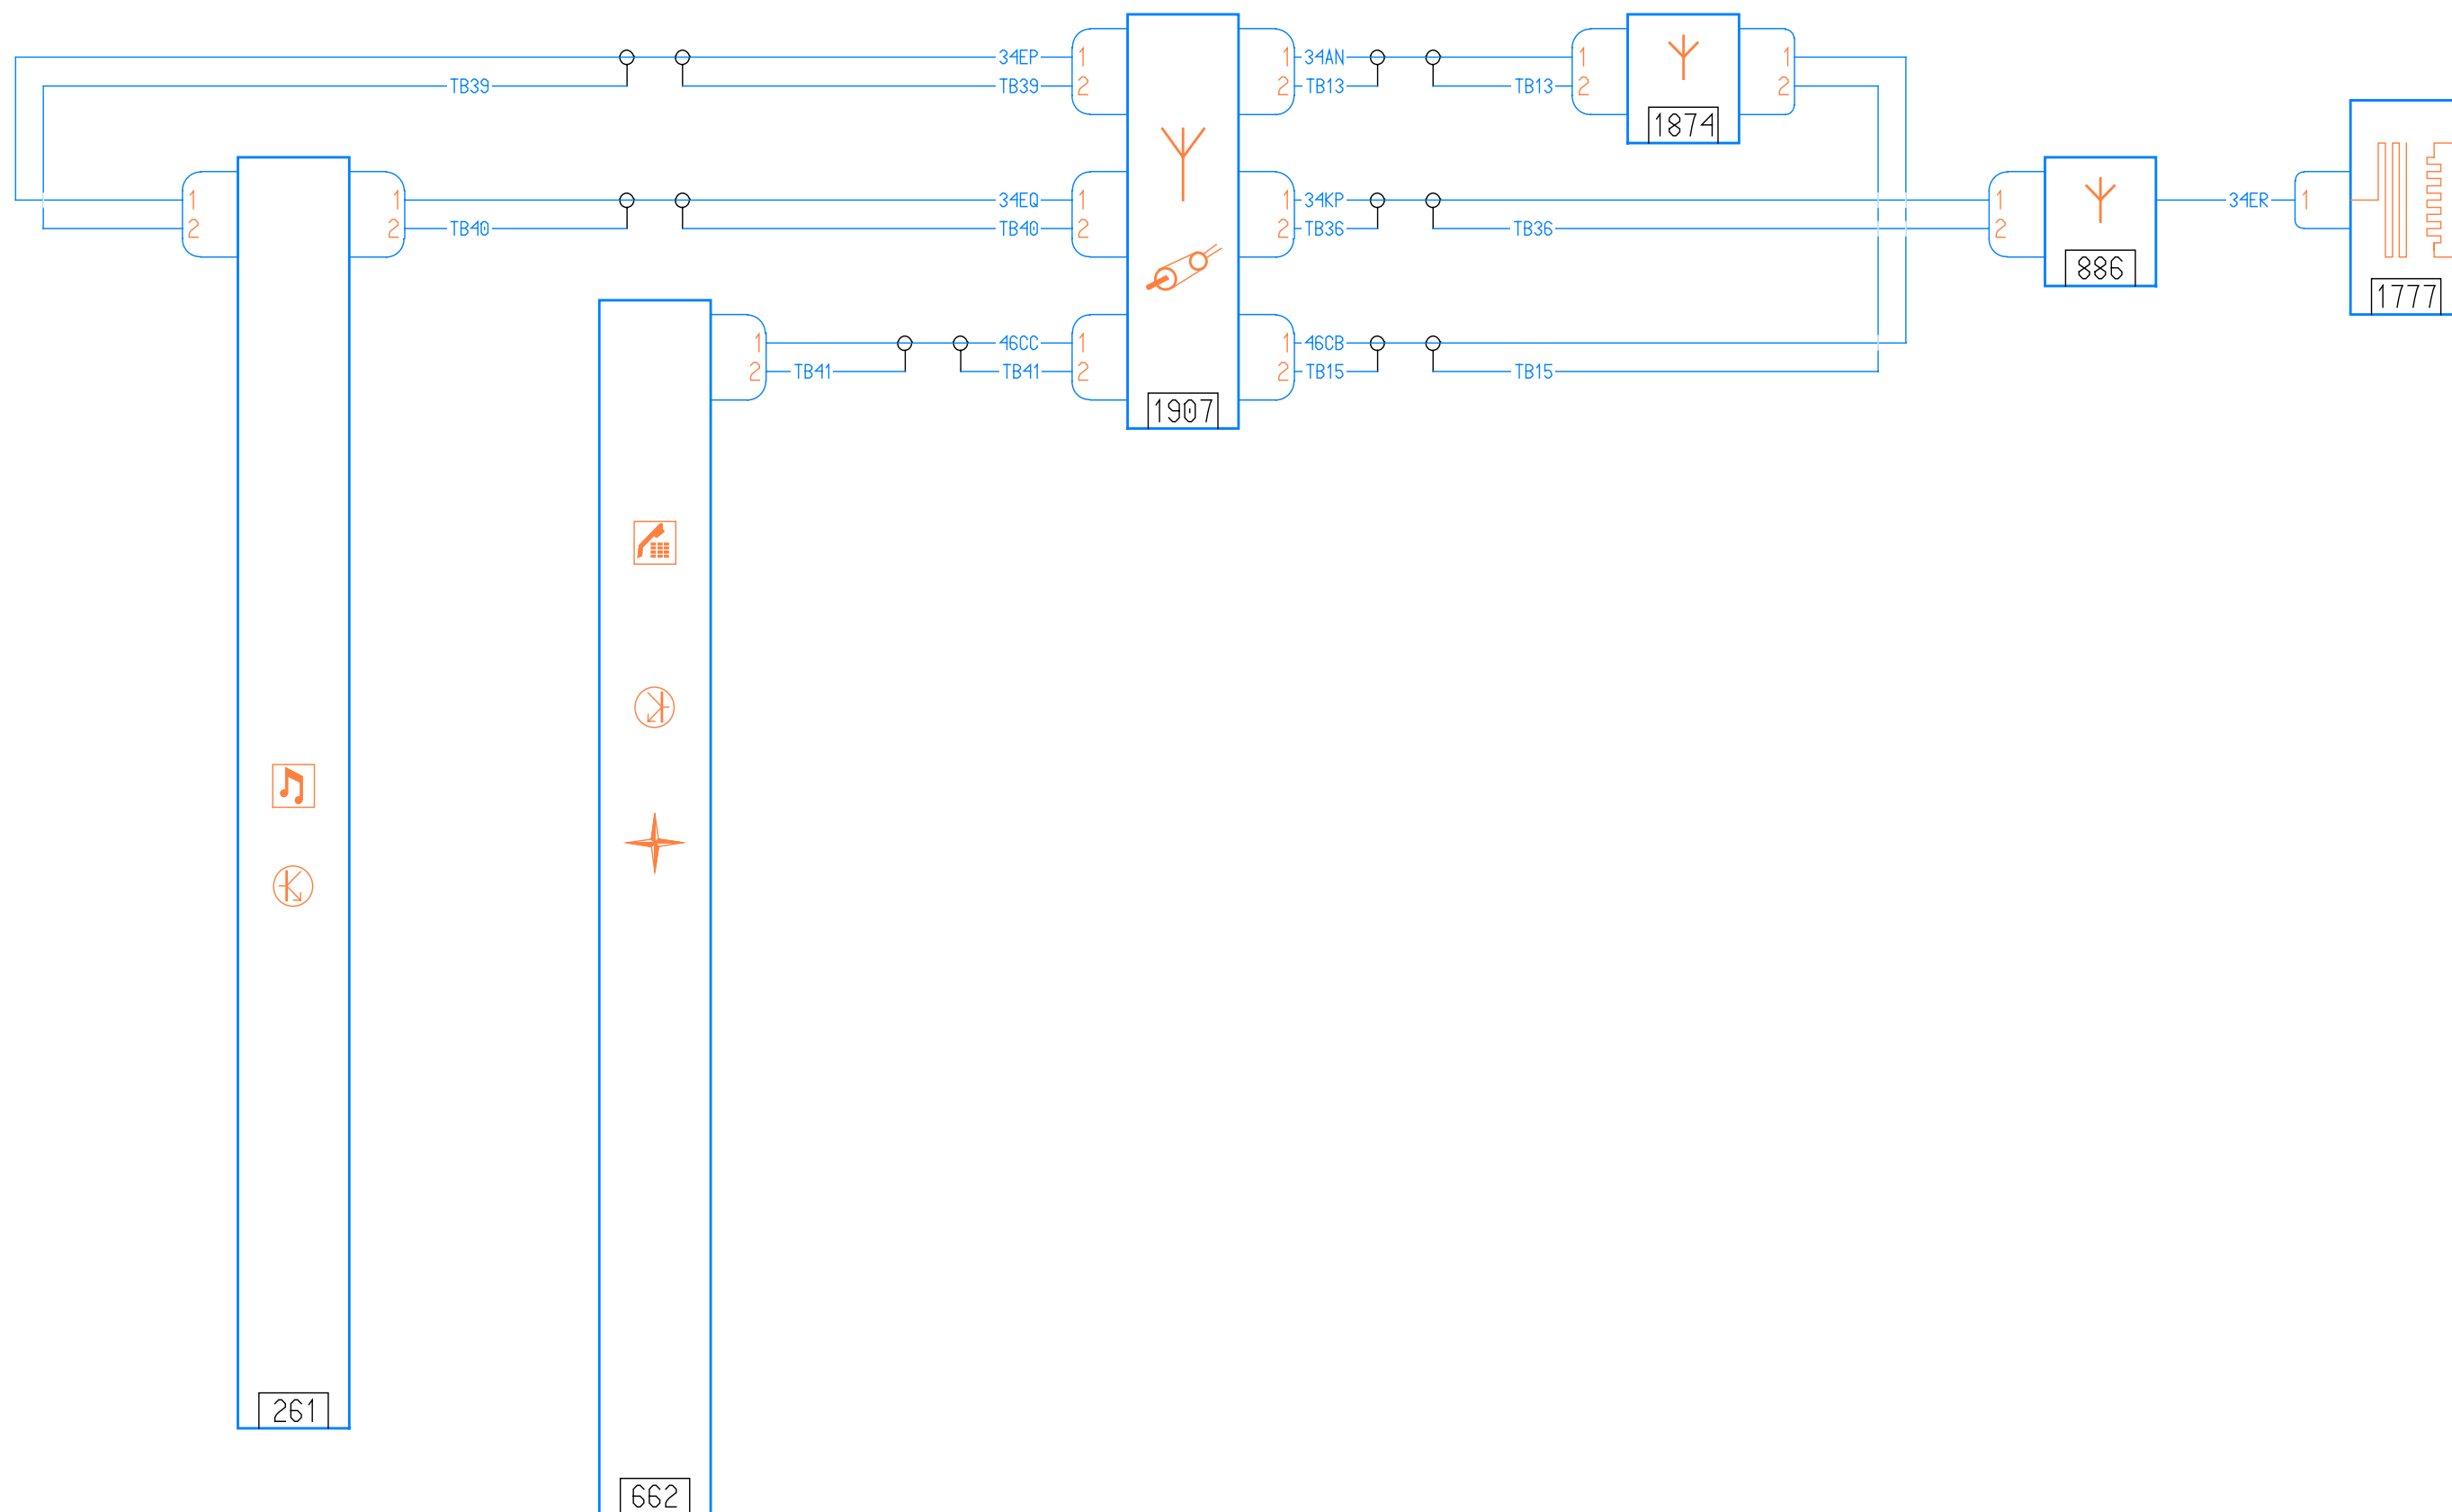 34EP 1 1 34AN 1 1
TB39 TB39 2 2 TB13 TB13 2 2
1874
1 1 34EQ 1 1 34KP 1 34ER 1
2 2 TB40 TB40 2 2 TB36 TB36 2
886
1777
1 46CC 1 1 46CB
2 TB41 TB41 2 2 TB15 TB15
1907
261
662